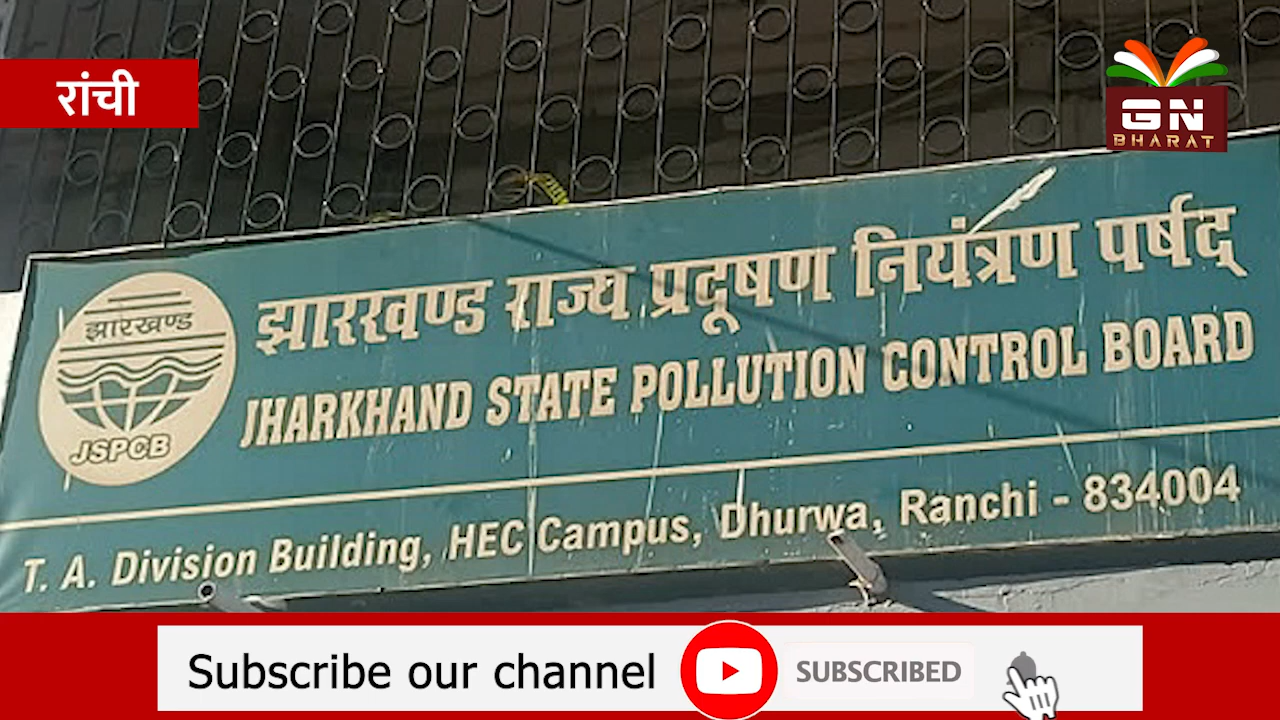 रांची
GN
BHARAT
झारखण्ड राज्य प्रदूषण नियंत्रण पर्षद्
झारखण्ड
JHARKHAND STATE POLLUTION CONTROL BOARD
JSPCB
T. A. Division Building, HEC Campus, Dhurwa, Ranchi - 834004
Subscribe our channel
SUBSCRIBED